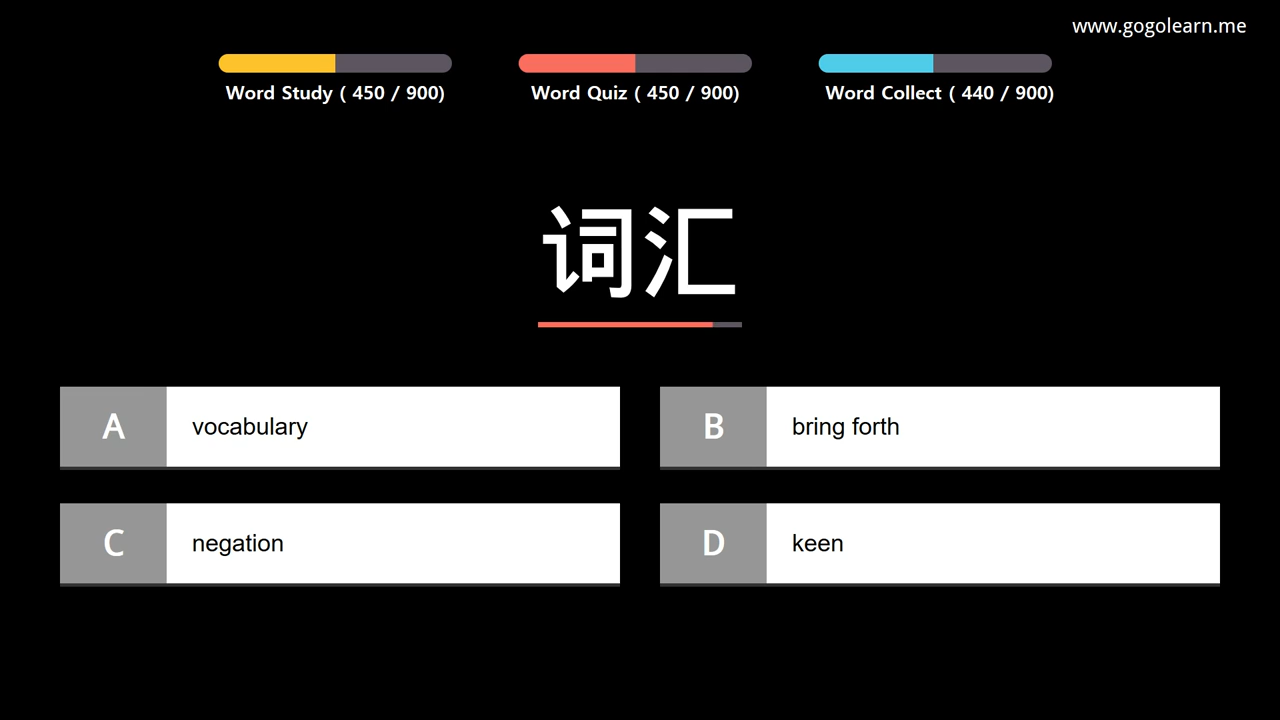 www.gogolearn.me
Word Study ( 450 / 900)
Word Quiz ( 450 / 900)
Word Collect ( 440 / 900)
词汇
A vocabulary
B bring forth
C negation
D keen